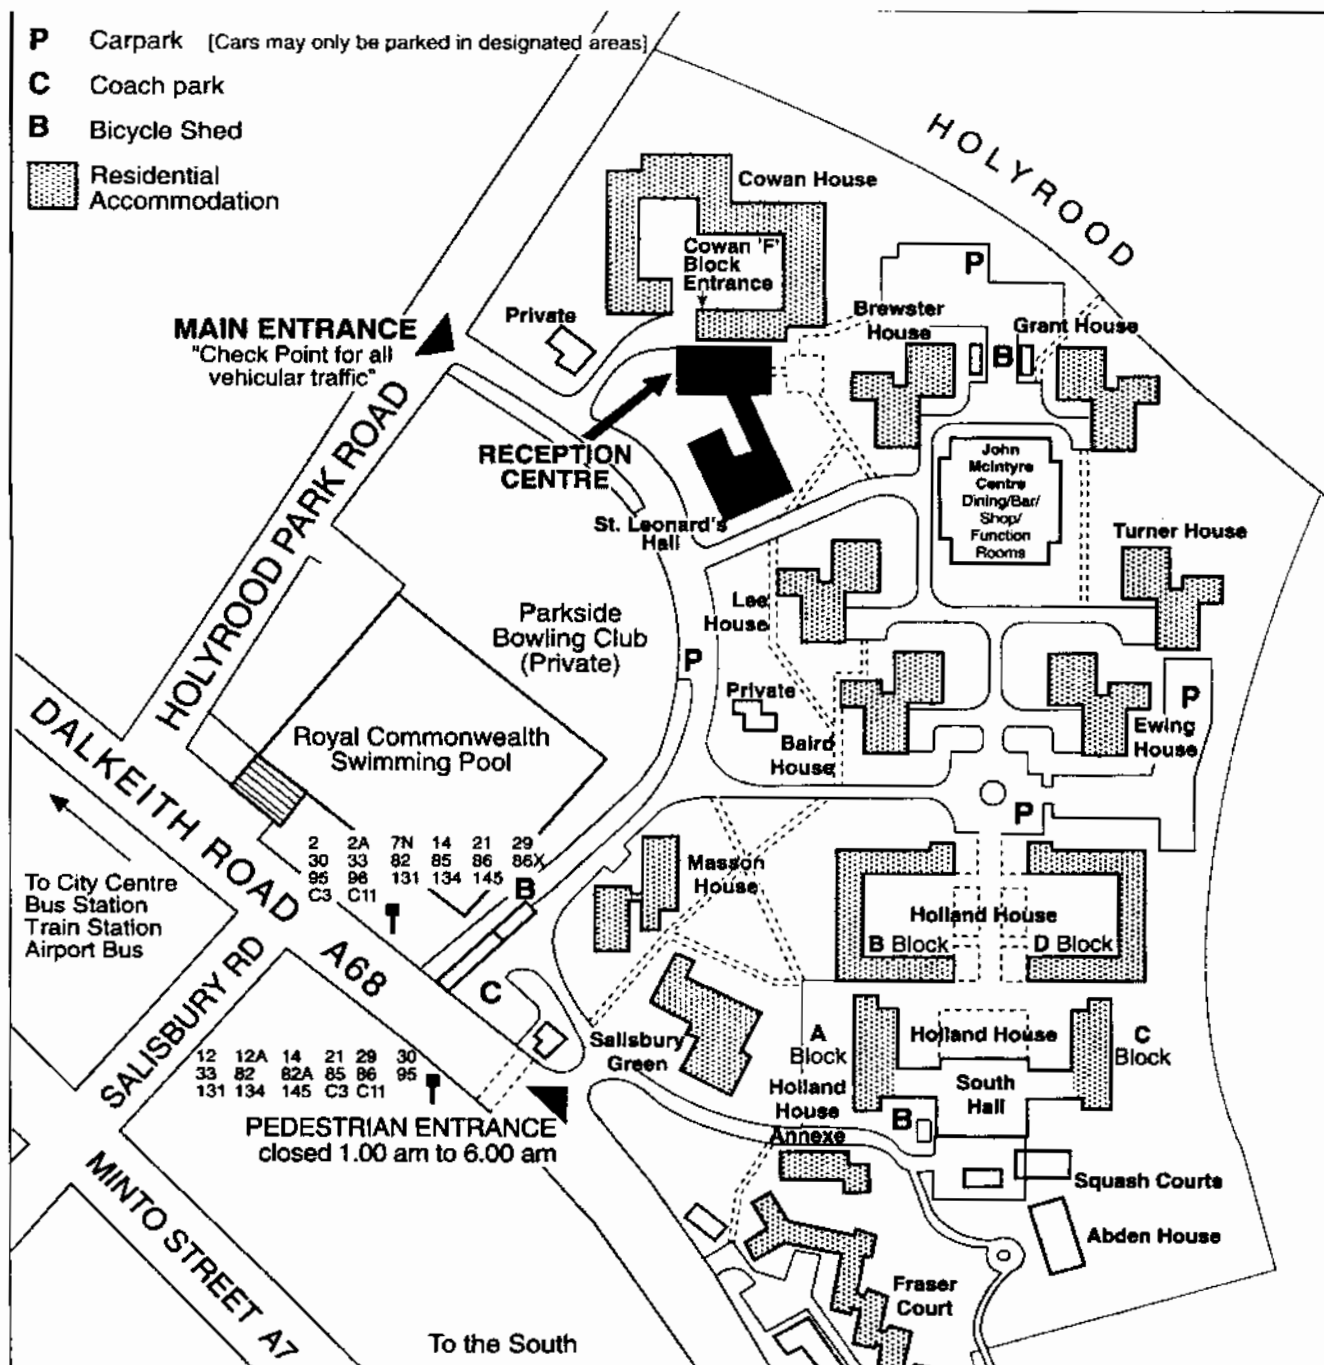 P Carpark [Cars may only be parked in designated areas]
C Coach park
B Bicycle Shed
Residential
Accommodation
HOLYROOD
Cowan House
Cowan 'F'
Block
Entrance
P
Private
Brewster
House
Grant House
B
MAIN ENTRANCE
"Check Point for all
vehicular traffic"
HOLYROOD PARK ROAD
RECEPTION
CENTRE
St. Leonard's
Hall
John
McIntyre
Centre
Dining/Bar/
Shop/
Function
Rooms
Turner House
Lee
House
Parkside
Bowling Club
(Private)
P
Private
P
Baird
House
Ewing
House
Royal Commonwealth
Swimming Pool
P
DALKEITH ROAD A68
2 2A 7N 14 21 29
30 33 82 85 86 86X
95 96 131 134 145
C3 C11
B
Masson
House
To City Centre
Bus Station
Train Station
Airport Bus
Holland House
B Block
D Block
SALISBURY RD
C
Salisbury
Green
A
Block
Holland House
C
Block
South
Hall
Holland
House
Annexe
B
12 12A 14 21 29 30
33 82 82A 85 86 95
131 134 145 C3 C11
PEDESTRIAN ENTRANCE
closed 1.00 am to 6.00 am
Squash Courts
Abden House
MINTO STREET A7
Fraser
Court
To the South